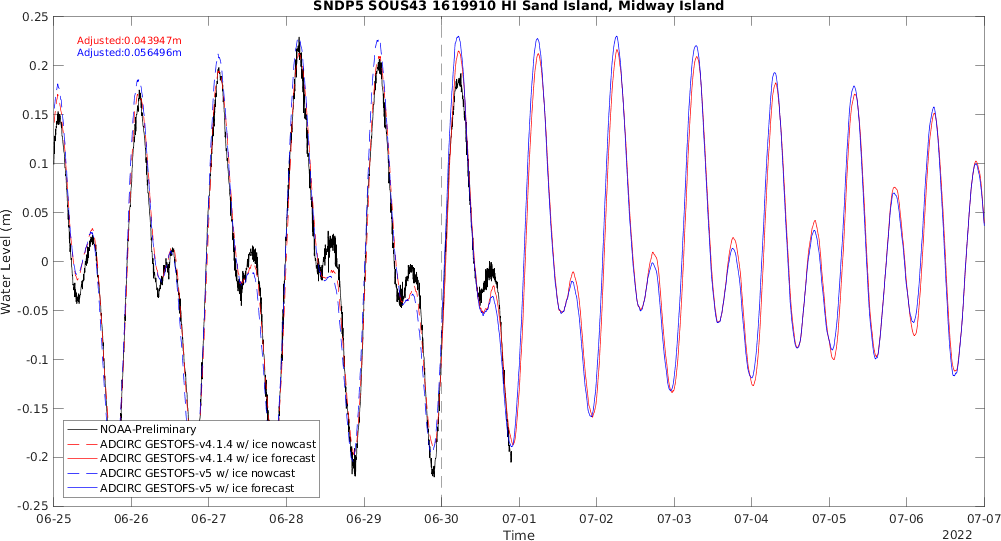 SNDP5 SOUS43 1619910 HI Sand Island, Midway Island
0.25
0.2
0.15
0.1
0.05
0
-0.05
-0.1
-0.15
-0.2
-0.25
Water Level (m)
Adjusted:0.043947m
Adjusted:0.056496m
NOAA-Preliminary
ADCIRC GESTOFS-v4.1.4 w/ ice nowcast
ADCIRC GESTOFS-v4.1.4 w/ ice forecast
ADCIRC GESTOFS-v5 w/ ice nowcast
ADCIRC GESTOFS-v5 w/ ice forecast
06-25 06-26 06-27 06-28 06-29 06-30 07-01 07-02 07-03 07-04 07-05 07-06 07-07
Time
2022